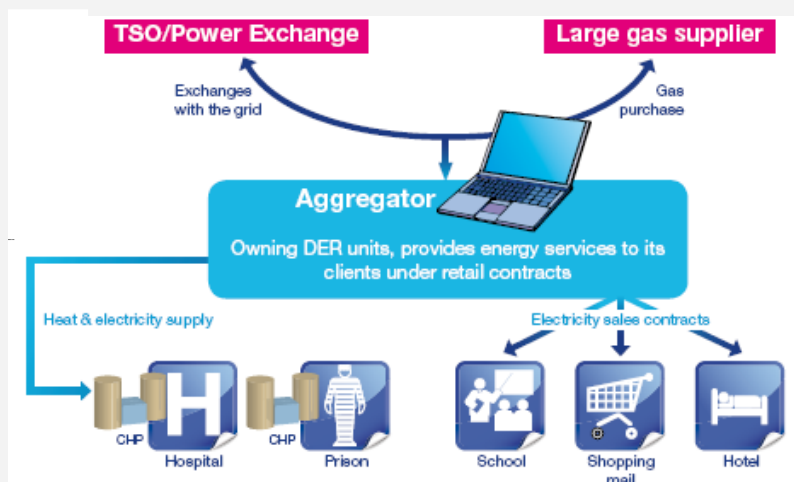 TSO/Power Exchange
Large gas supplier
Exchanges
with the grid
Gas
purchase
Aggregator
Owning DER units, provides energy services to its
clients under retail contracts
Heat & electricity supply
Electricity sales contracts
CHP
H
Hospital
CHP
Prison
School
Shopping
mail
Hotel